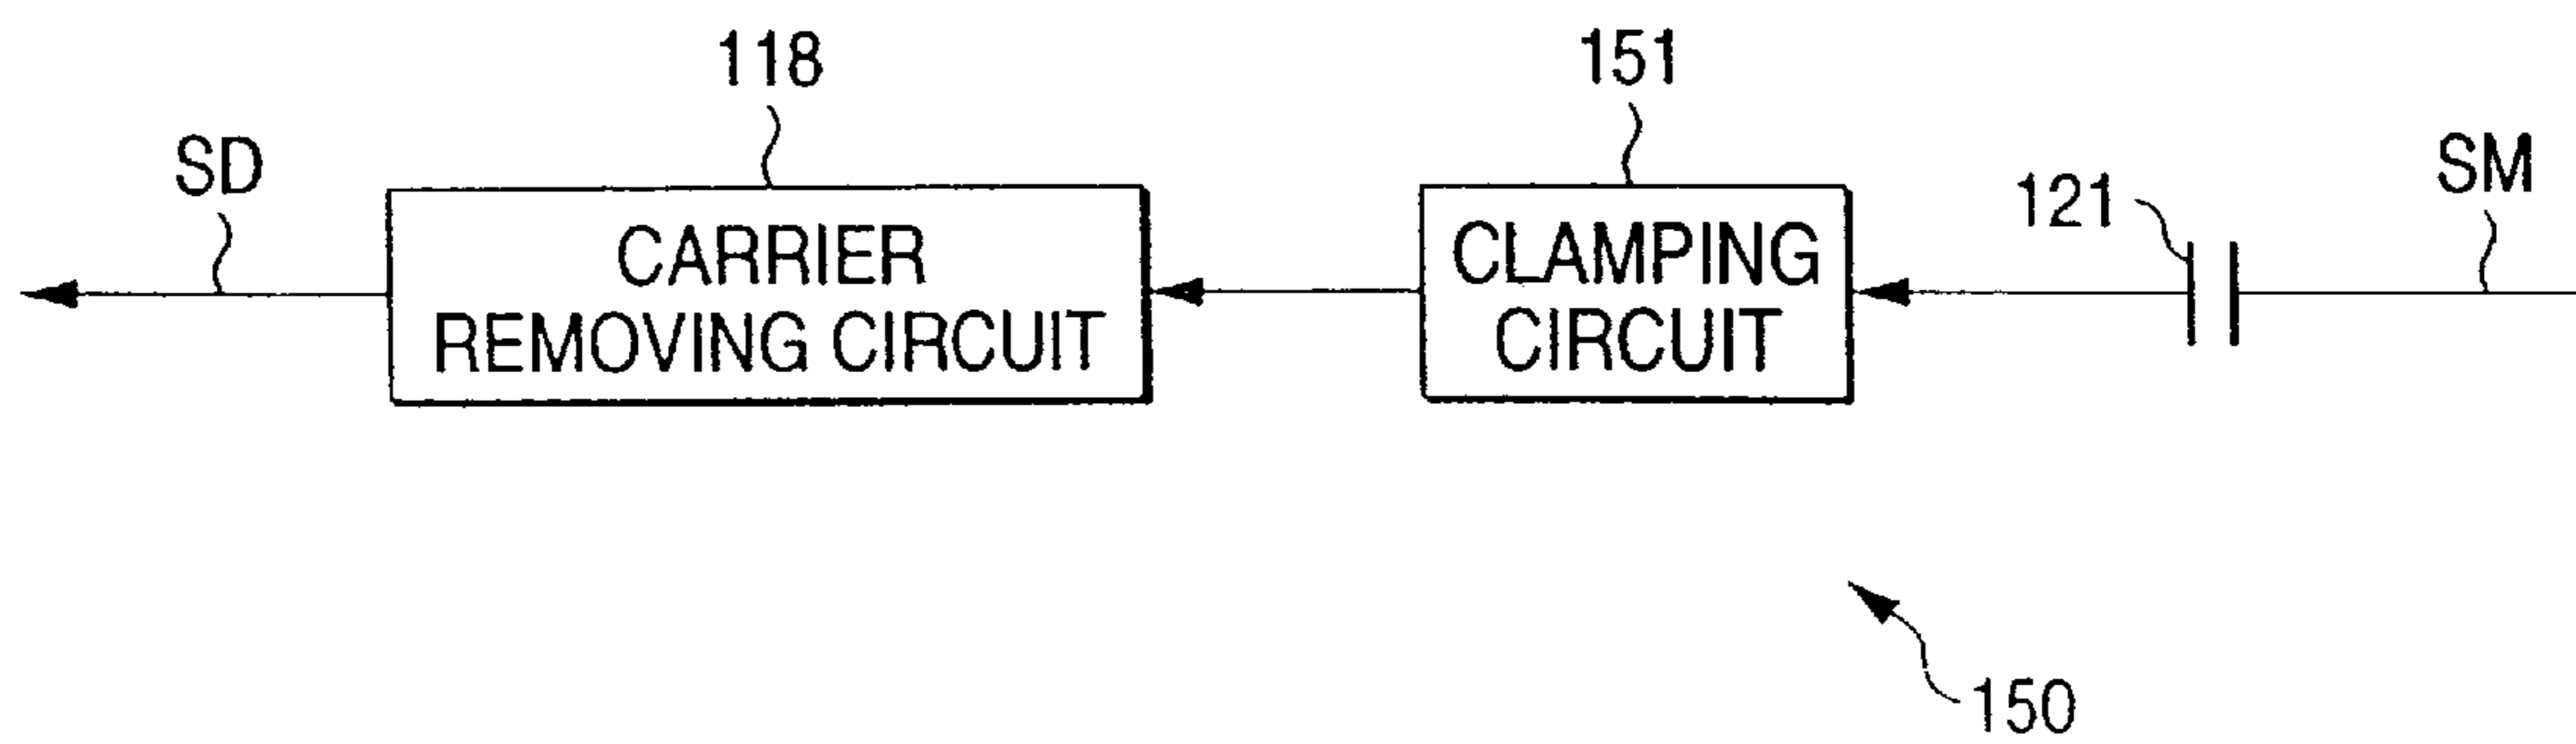 118
151
SD
SM
121
CARRIER
REMOVING CIRCUIT
CLAMPING
CIRCUIT
150